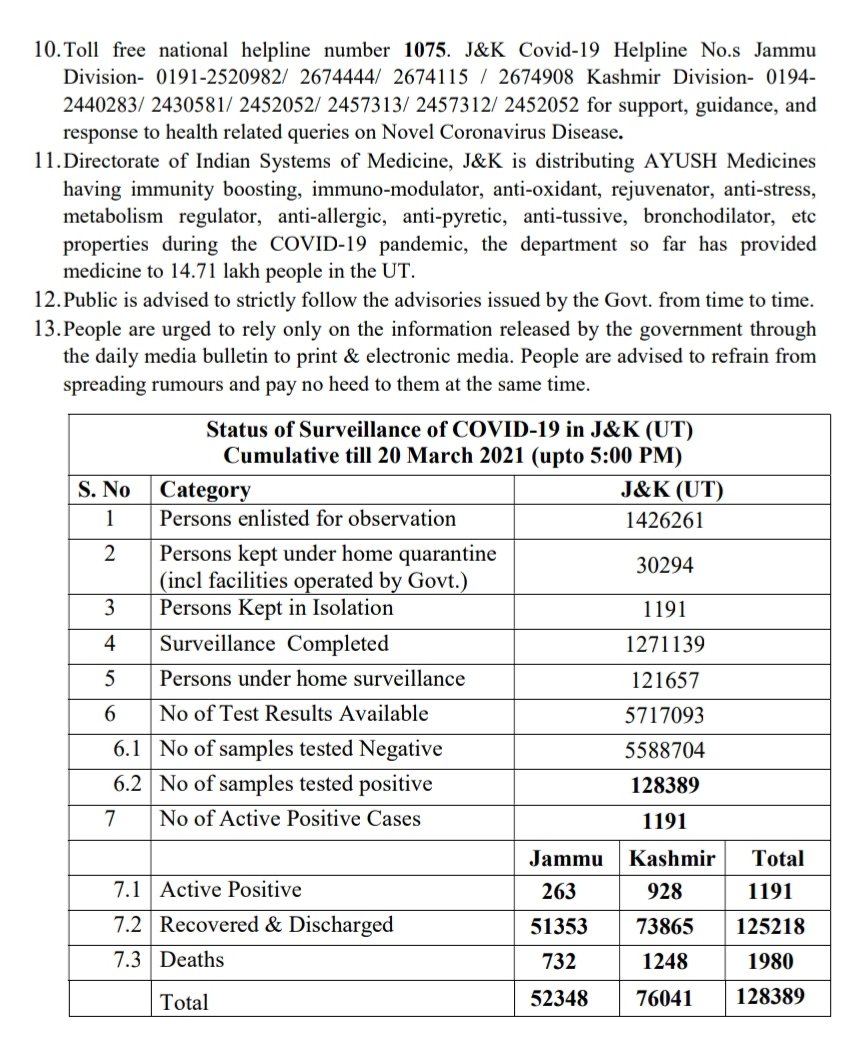 10. Toll free national helpline number 1075. J&K Covid-19 Helpline No.s Jammu
Division- 0191-2520982/ 2674444/ 2674115 / 2674908 Kashmir Division- 0194-
2440283/ 2430581/ 2452052/ 2457313/ 2457312/ 2452052 for support, guidance, and
response to health related queries on Novel Coronavirus Disease.
11. Directorate of Indian Systems of Medicine, J&K is distributing AYUSH Medicines
having immunity boosting, immuno-modulator, anti-oxidant, rejuvenator, anti-stress,
metabolism regulator, anti-allergic, anti-pyretic, anti-tussive, bronchodilator, etc
properties during the COVID-19 pandemic, the department so far has provided
medicine to 14.71 lakh people in the UT.
12. Public is advised to strictly follow the advisories issued by the Govt. from time to time.
13. People are urged to rely only on the information released by the government through
the daily media bulletin to print & electronic media. People are advised to refrain from
spreading rumours and pay no heed to them at the same time.
Status of Surveillance of COVID-19 in J&K (UT)
Cumulative till 20 March 2021 (upto 5:00 PM)
S. No Category J&K (UT)
1 Persons enlisted for observation 1426261
2 Persons kept under home quarantine
(incl facilities operated by Govt.) 30294
3 Persons Kept in Isolation 1191
4 Surveillance Completed 1271139
5 Persons under home surveillance 121657
6 No of Test Results Available 5717093
6.1 No of samples tested Negative 5588704
6.2 No of samples tested positive 128389
7 No of Active Positive Cases 1191
Jammu Kashmir Total
7.1 Active Positive 263 928 1191
7.2 Recovered & Discharged 51353 73865 125218
7.3 Deaths 732 1248 1980
Total 52348 76041 128389